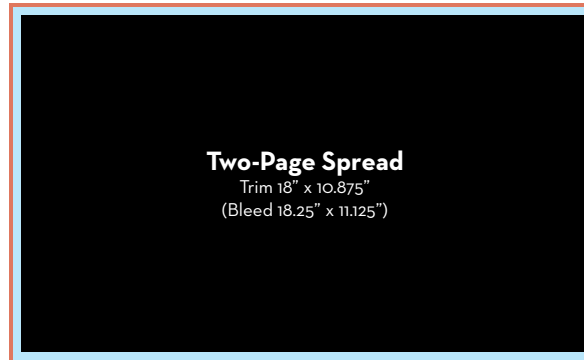 Two-Page Spread
Trim 18” x 10.875”
(Bleed 18.25” x 11.125”)